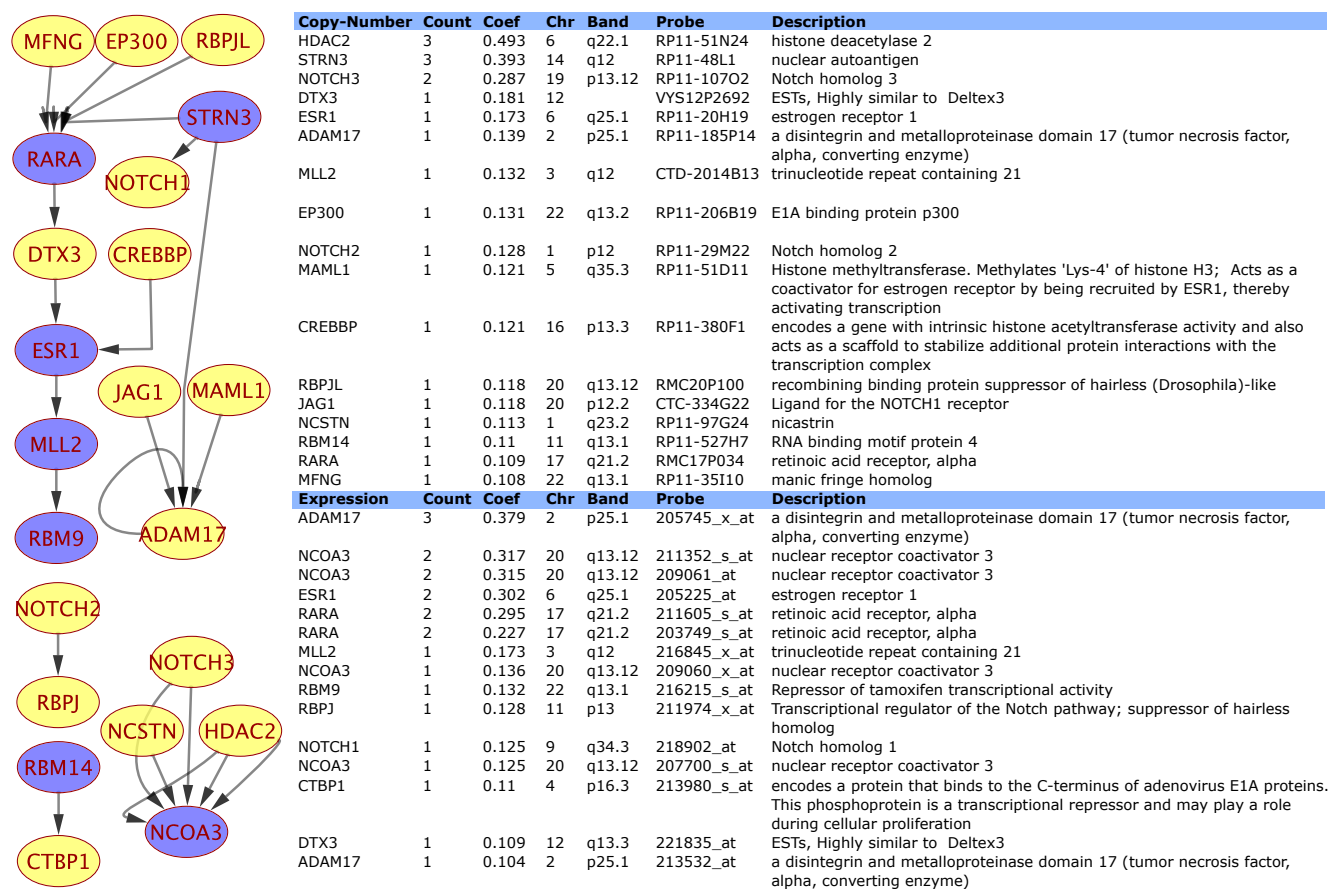 MFNG EP300 RBPJL
STRN3
RARA
NOTCH1
DTX3 CREBBP
ESR1
JAG1 MAML1
MLL2
RBM9 ADAM17
NOTCH2
NOTCH3
RBPJ
NCSTN HDAC2
RBM14
NCOA3
CTBP1
Copy-Number Count Coef Chr Band Probe Description
HDAC2 3 0.493 6 q22.1 RP11-51N24 histone deacetylase 2
STRN3 3 0.393 14 q12 RP11-48L1 nuclear autoantigen
NOTCH3 2 0.287 19 p13.12 RP11-107O2 Notch homolog 3
DTX3 1 0.181 12 VYS12P2692 ESTs, Highly similar to Deltex3
ESR1 1 0.173 6 q25.1 RP11-20H19 estrogen receptor 1
ADAM17 1 0.139 2 p25.1 RP11-185P14 a disintegrin and metalloproteinase domain 17 (tumor necrosis factor,
alpha, converting enzyme)
MLL2 1 0.132 3 q12 CTD-2014B13 trinucleotide repeat containing 21
EP300 1 0.131 22 q13.2 RP11-206B19 E1A binding protein p300
NOTCH2 1 0.128 1 p12 RP11-29M22 Notch homolog 2
MAML1 1 0.121 5 q35.3 RP11-51D11 Histone methyltransferase. Methylates 'Lys-4' of histone H3; Acts as a
coactivator for estrogen receptor by being recruited by ESR1, thereby
activating transcription
CREBBP 1 0.121 16 p13.3 RP11-380F1 encodes a gene with intrinsic histone acetyltransferase activity and also
acts as a scaffold to stabilize additional protein interactions with the
transcription complex
RBPJL 1 0.118 20 q13.12 RMC20P100 recombining binding protein suppressor of hairless (Drosophila)-like
JAG1 1 0.118 20 p12.2 CTC-334G22 Ligand for the NOTCH1 receptor
NCSTN 1 0.113 1 q23.2 RP11-97G24 nicastrin
RBM14 1 0.11 11 q13.1 RP11-527H7 RNA binding motif protein 4
RARA 1 0.109 17 q21.2 RMC17P034 retinoic acid receptor, alpha
MFNG 1 0.108 22 q13.1 RP11-35I10 manic fringe homolog
Expression Count Coef Chr Band Probe Description
ADAM17 3 0.379 2 p25.1 205745_x_at a disintegrin and metalloproteinase domain 17 (tumor necrosis factor,
alpha, converting enzyme)
NCOA3 2 0.317 20 q13.12 211352_s_at nuclear receptor coactivator 3
NCOA3 2 0.315 20 q13.12 209061_at nuclear receptor coactivator 3
ESR1 2 0.302 6 q25.1 205225_at estrogen receptor 1
RARA 2 0.295 17 q21.2 211605_s_at retinoic acid receptor, alpha
RARA 2 0.227 17 q21.2 203749_s_at retinoic acid receptor, alpha
MLL2 1 0.173 3 q12 216845_x_at trinucleotide repeat containing 21
NCOA3 1 0.136 20 q13.12 209060_x_at nuclear receptor coactivator 3
RBM9 1 0.132 22 q13.1 216215_s_at Repressor of tamoxifen transcriptional activity
RBPJ 1 0.128 11 p13 211974_x_at Transcriptional regulator of the Notch pathway; suppressor of hairless
homolog
NOTCH1 1 0.125 9 q34.3 218902_at Notch homolog 1
NCOA3 1 0.125 20 q13.12 207700_s_at nuclear receptor coactivator 3
CTBP1 1 0.11 4 p16.3 213980_s_at encodes a protein that binds to the C-terminus of adenovirus E1A proteins.
This phosphoprotein is a transcriptional repressor and may play a role
during cellular proliferation
DTX3 1 0.109 12 q13.3 221835_at ESTs, Highly similar to Deltex3
ADAM17 1 0.104 2 p25.1 213532_at a disintegrin and metalloproteinase domain 17 (tumor necrosis factor,
alpha, converting enzyme)